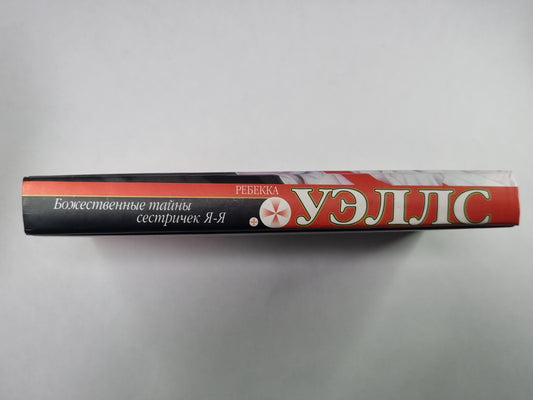 РЕБЕККА
УЭЛЛС
Божественные тайны
сестричек Я-Я